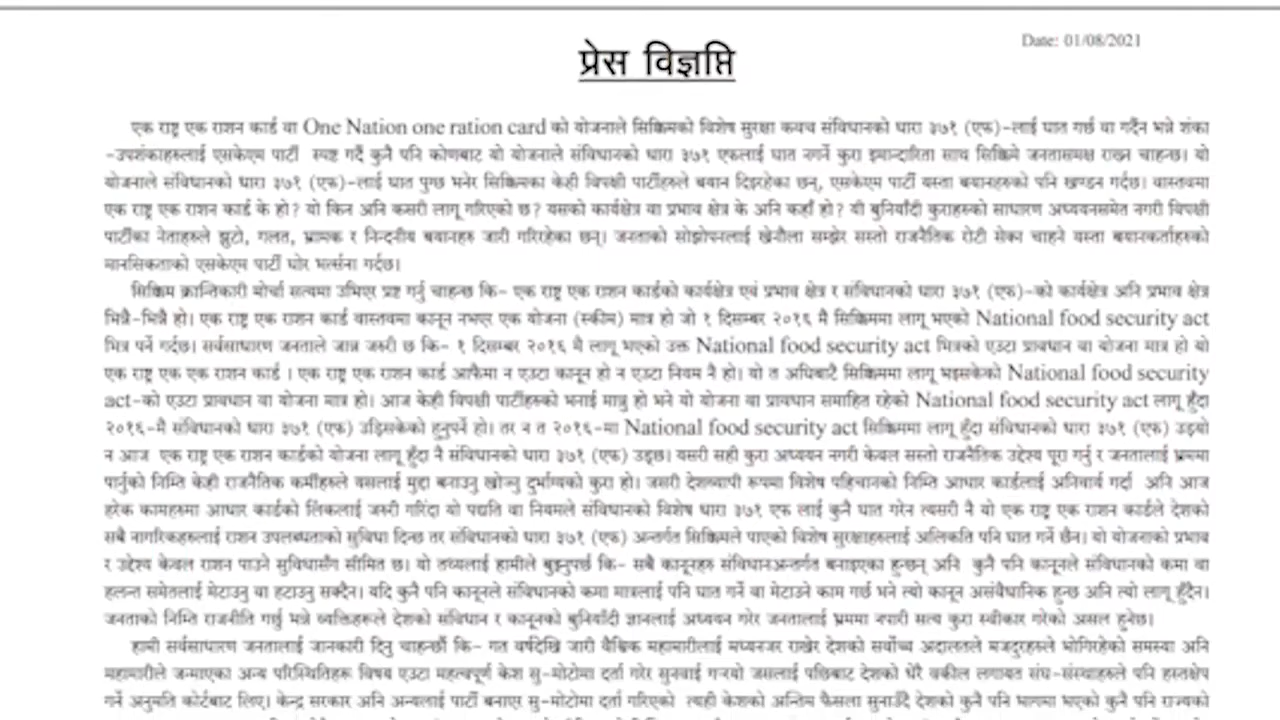 Date: 01/08/2021
प्रेस विज्ञप्ति
एक राष्ट्र एक राशन कार्ड वा One Nation one ration card को योजनाले सिक्किमको विशेष सुरक्षा कवच संविधानको धारा ३७१ (एफ)-लाई घात गर्छ वा गर्दैन भन्ने शंका
-उपशंकाहरुलाई एसकेएम पार्टी स्पष्ट गर्दै कुनै पनि कोणबाट यो योजनाले संविधानको धारा ३७१ एफलाई घात नगर्ने कुरा इमान्दारिता साथ सिक्किमे जनतासमक्ष राख्न चाहन्छ। यो
योजनाले संविधानको धारा ३७१ (एफ)-लाई घात पुग्छ भनेर सिक्किमका केही विपक्षी पार्टीहरुले बयान दिइरहेका छन्, एसकेएम पार्टी यस्ता बयानहरुको पनि खण्डन गर्दछ। वास्तवमा
एक राष्ट्र एक राशन कार्ड के हो? यो किन अनि कसरी लागू गरिएको छ? यसको कार्यक्षेत्र वा प्रभाव क्षेत्र के अनि कहाँ हो? यी बुनियाँदी कुराहरुको साधारण अध्ययनसमेत नगरी विपक्षी
पार्टीका नेताहरुले झुटो, गलत, भ्रामक र निन्दनीय बयानहरु जारी गरिरहेका छन्। जनताको सोझोपनलाई खेलौना सम्झेर सस्तो राजनैतिक रोटी सेका चाहने यस्ता बयानकर्ताहरुको
मानसिकताको एसकेएम पार्टी घोर भर्त्सना गर्दछ।
सिक्किम क्रान्तिकारी मोर्चा सत्यमा उभिएर प्रष्ट गर्नु चाहन्छ कि- एक राष्ट्र एक राशन कार्डको कार्यक्षेत्र एवं प्रभाव क्षेत्र र संविधानको धारा ३७१ (एफ)-को कार्यक्षेत्र अनि प्रभाव क्षेत्र
भिन्नै-भिन्नै हो। एक राष्ट्र एक राशन कार्ड वास्तवमा कानून नभएर एक योजना (स्कीम) मात्र हो जो १ दिसम्बर २०१६ मै सिक्किममा लागू भएको National food security act
भित्र पर्ने गर्दछ। सर्वसाधारण जनताले जान्न जरुरी छ कि- १ दिसम्बर २०१६ मै लागू भएको उक्त National food security act भित्रको एउटा प्रावधान वा योजना मात्र हो यो
एक राष्ट्र एक एक राशन कार्ड । एक राष्ट्र एक राशन कार्ड आफैमा न एउटा कानून हो न एउटा नियम नै हो। यो त अघिबाटै सिक्किममा लागू भइसकेको National food security
act-को एउटा प्रावधान वा योजना मात्र हो। आज केही विपक्षी पार्टीहरुको भनाई मान्नु हो भने यो योजना वा प्रावधान समाहित रहेको National food security act लागू हुँदा
२०१६-मै संविधानको धारा ३७१ (एफ) उडिसकेको हुनुपर्ने हो। तर न त २०१६-मा National food security act सिक्किममा लागू हुँदा संविधानको धारा ३७१ (एफ) उड्यो
न आज एक राष्ट्र एक राशन कार्डको योजना लागू हुँदा नै संविधानको धारा ३७१ (एफ) उड्छ। यसरी सही कुरा अध्ययन नगरी केवल सस्तो राजनैतिक उद्देश्य पूरा गर्नु र जनतालाई भ्रममा
पार्नुको निम्ति केही राजनैतिक कर्मीहरुले यसलाई मुद्दा बनाउनु खोज्नु दुर्भाग्यको कुरा हो। जसरी देशव्यापी रूपमा विशेष पहिचानको निम्ति आधार कार्डलाई अनिवार्य गर्दा अनि आज
हरेक कामहरुमा आधार कार्डको लिंकलाई जरुरी गरिंदा यो पद्यति वा नियमले संविधानको विशेष धारा ३७१ एफ लाई कुनै घात गरेन त्यसरी नै यो एक राष्ट्र एक राशन कार्डले देशको
सबै नागरिकहरुलाई राशन उपलब्धताको सुविधा दिन्छ तर संविधानको धारा ३७१ (एफ) अन्तर्गत सिक्किमले पाएको विशेष सुरक्षाहरुलाई अलिकति पनि घात गर्ने छैन। यो योजनाको प्रभाव
र उद्देश्य केवल राशन पाउने सुविधासँग सीमित छ। यो तथ्यलाई हामीले बुझ्नुपर्छ कि- सबै कानूनहरु संविधानअन्तर्गत बनाइएका हुन्छन् अनि कुनै पनि कानूनले संविधानको कमा वा
हलन्त समेतलाई मेटाउनु वा हटाउनु सक्दैन। यदि कुनै पनि कानूनले संविधानको कमा मात्रलाई पनि घात गर्ने वा मेटाउने काम गर्छ भने त्यो कानून असंवैधानिक हुन्छ अनि त्यो लागू हुँदैन।
जनताको निम्ति राजनीति गर्छु भन्ने व्यक्तिहरुले देशको संविधान र कानूनको बुनियाँदी ज्ञानलाई अध्ययन गरेर जनतालाई भ्रममा नपारी सत्य कुरा स्वीकार गरेको असल हुनेछ।
हामी सर्वसाधारण जनतालाई जानकारी दिनु चाहन्छौं कि- गत वर्षदेखि जारी वैश्विक महामारीलाई मध्यनजर राखेर देशको सर्वोच्च अदालतले मजदुरहरुले भोगिरहेको समस्या अनि
महामारीले जन्माएका अन्य परिस्थितिहरू विषय एउटा महत्वपूर्ण केश सु-मोटोमा दर्ता गरेर सुनवाई गर्‍यो जसलाई पछिबाट देशको धेरै वकील लगायत संघ-संस्थाहरुले पनि हस्तक्षेप
गर्ने अनुमति कोर्टबाट लिए। केन्द्र सरकार अनि अन्यलाई पार्टी बनाएर सु-मोटोमा दर्ता गरिएको त्यही केशको अन्तिम फैसला सुनाउँदै देशको कुनै पनि भागमा भएको कुनै पनि राज्यको